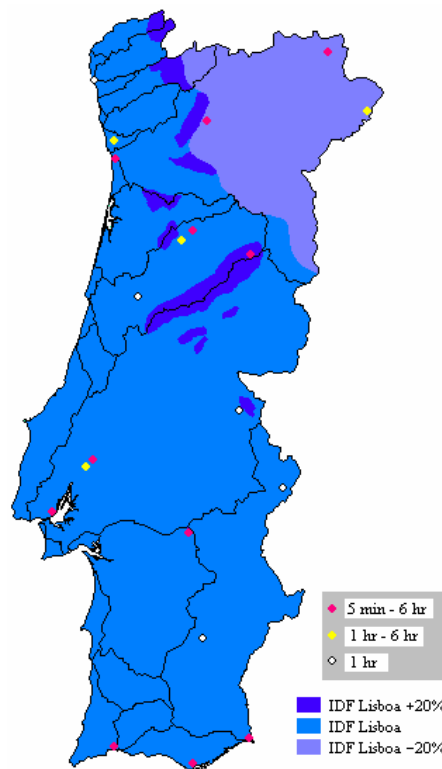 5 min - 6 hr
1 hr - 6 hr
1 hr
IDF Lisboa +20%
IDF Lisboa
IDF Lisboa -20%